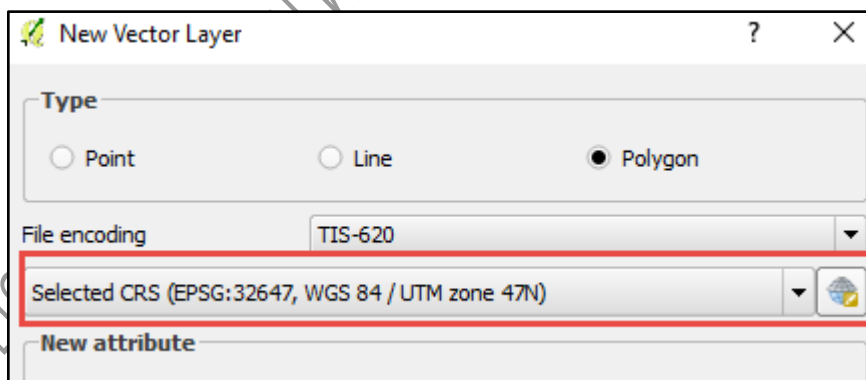 New Vector Layer ?
Type
Point Line Polygon
File encoding TIS-620
Selected CRS (EPSG:32647, WGS 84 / UTM zone 47N)
New attribute